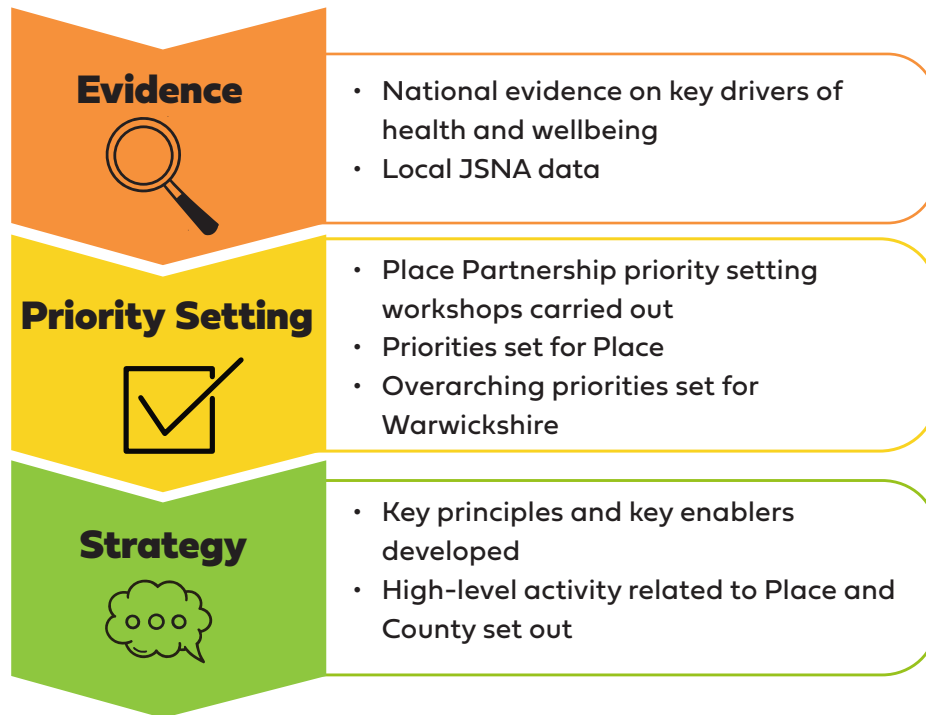 Evidence
• National evidence on key drivers of
health and wellbeing
• Local JSNA data
Priority Setting
• Place Partnership priority setting
workshops carried out
• Priorities set for Place
• Overarching priorities set for
Warwickshire
Strategy
• Key principles and key enablers
developed
• High-level activity related to Place and
County set out